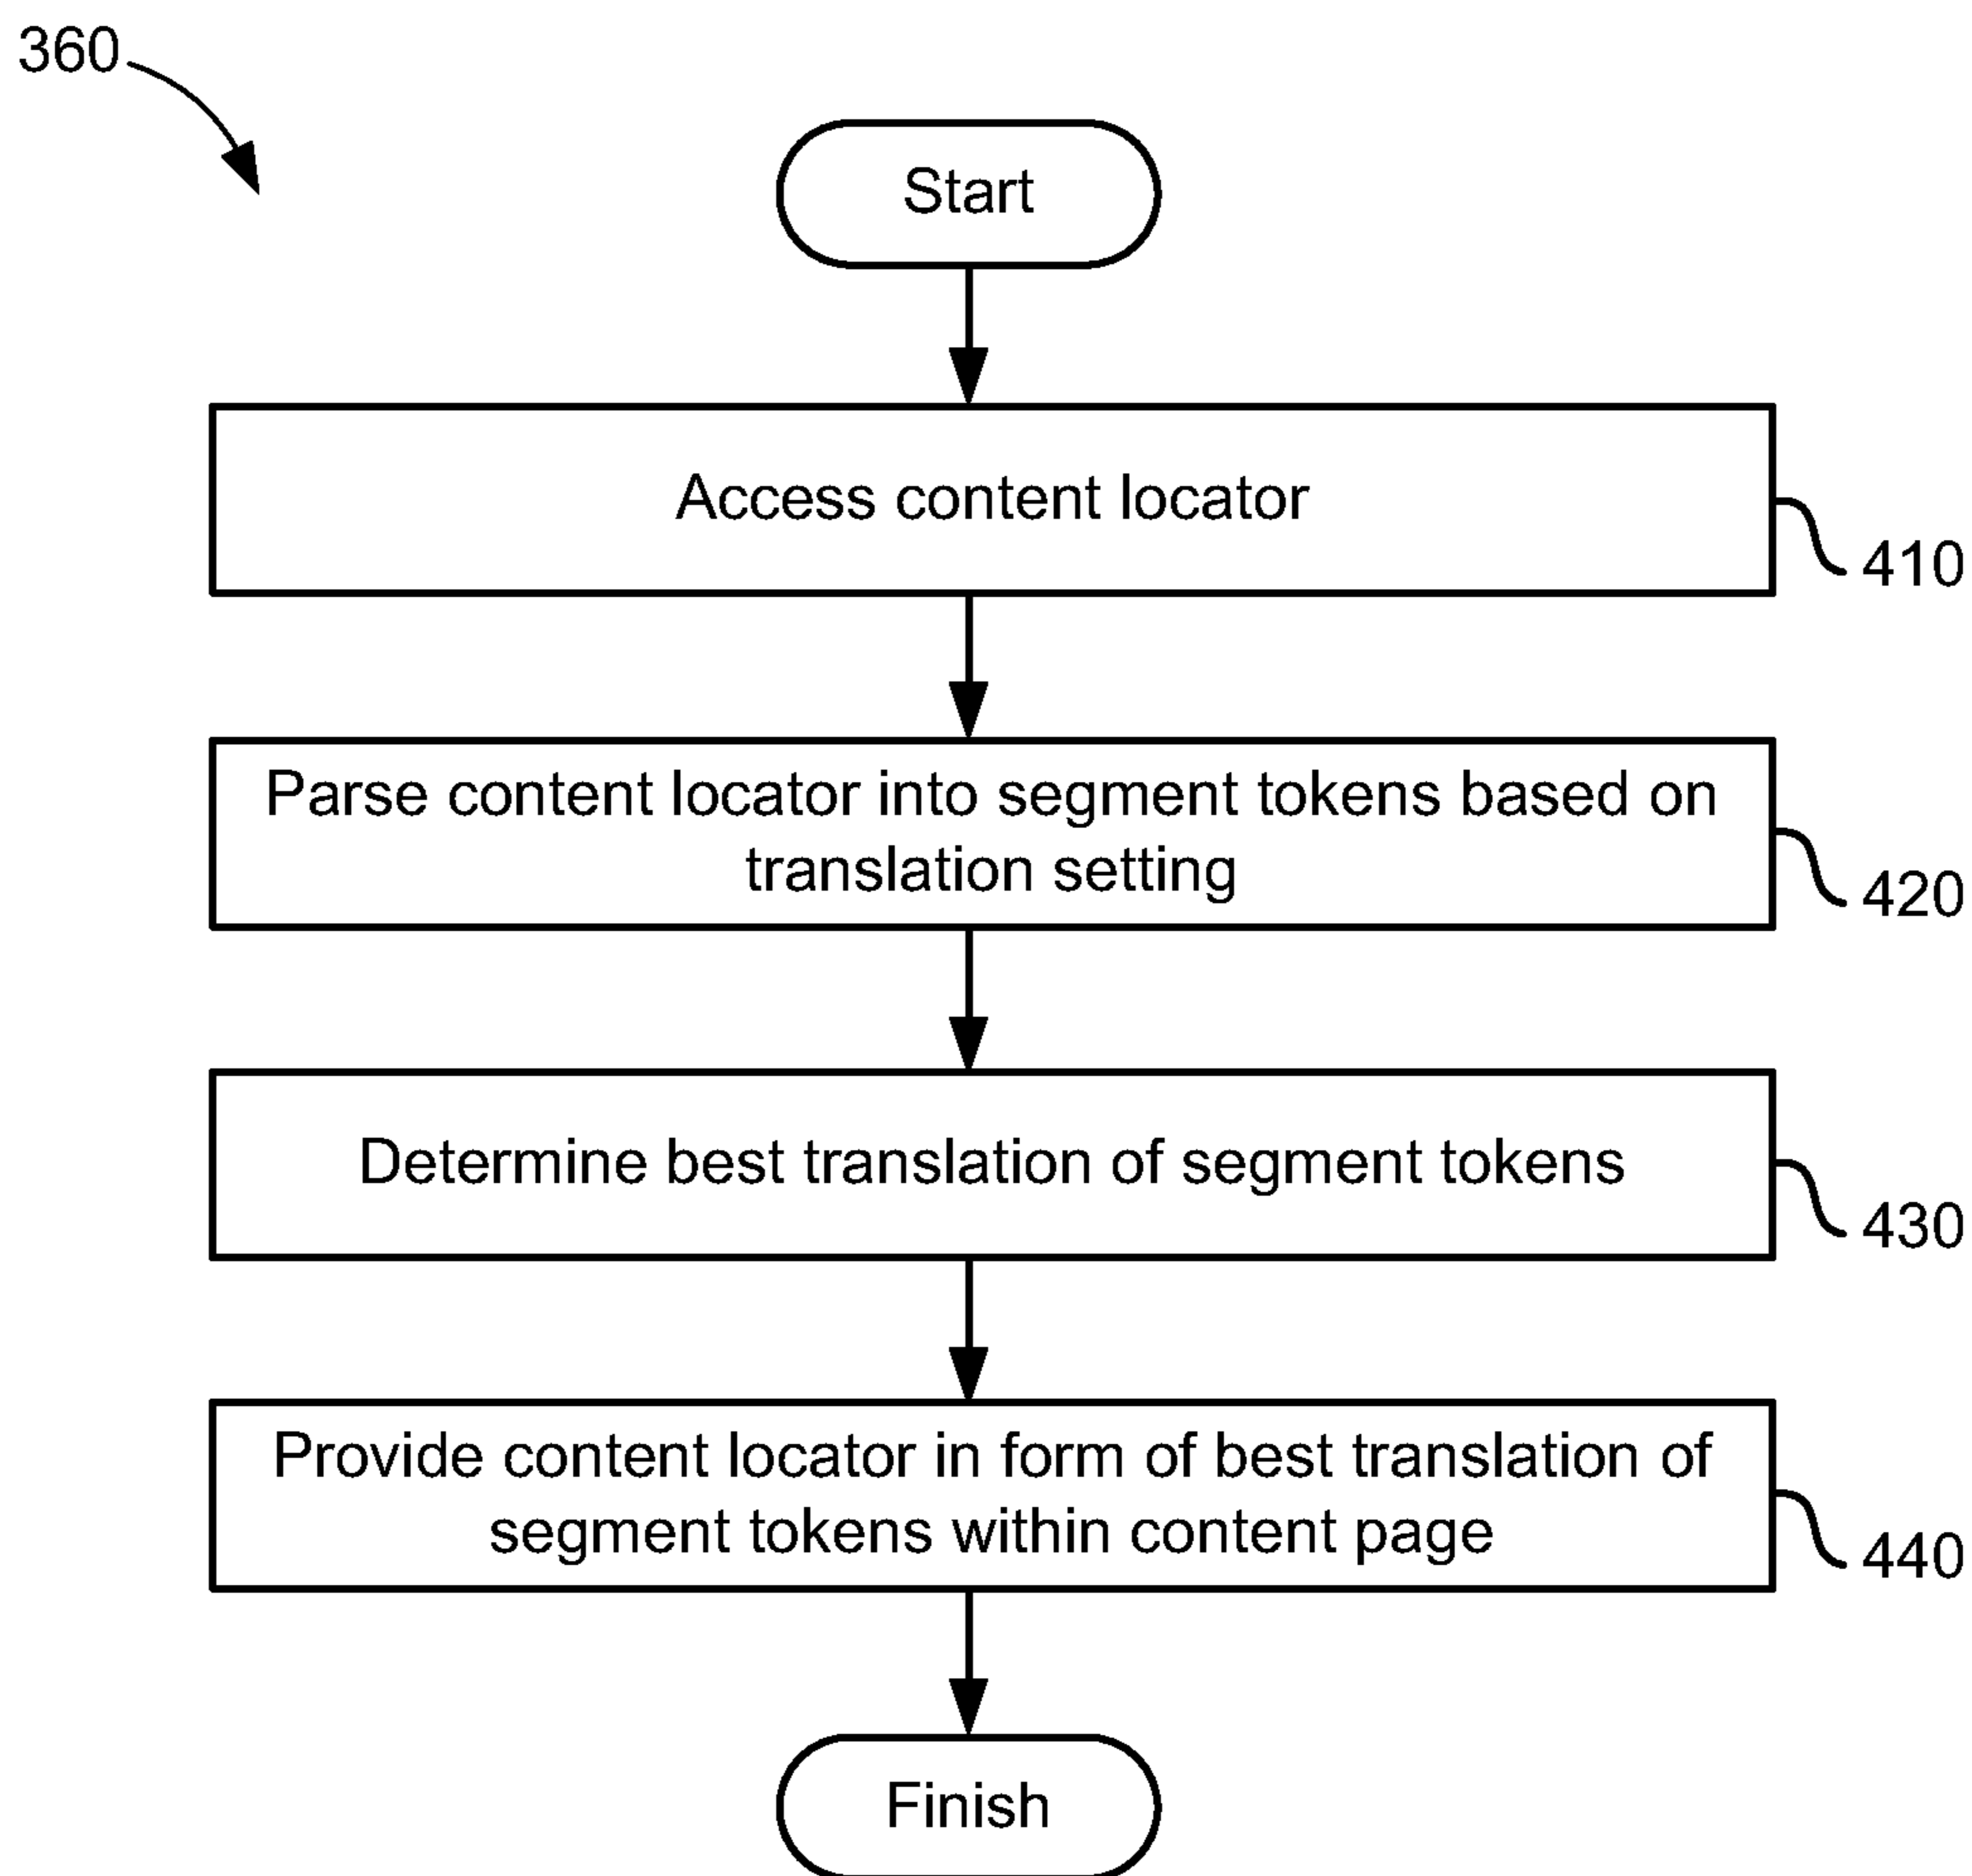 360
Start
Access content locator
410
Parse content locator into segment tokens based on
translation setting
420
Determine best translation of segment tokens
430
Provide content locator in form of best translation of
segment tokens within content page
440
Finish